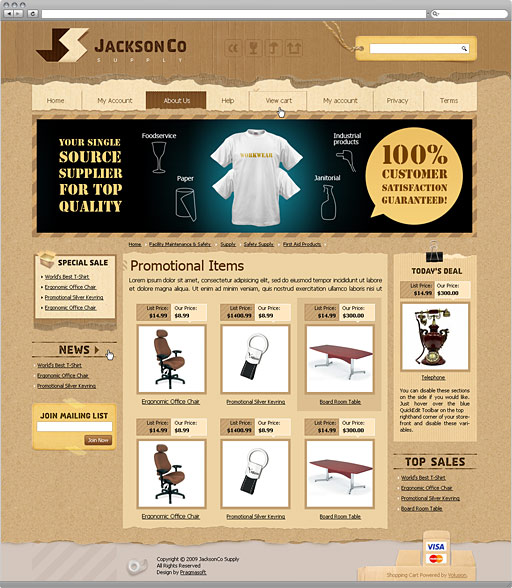 JACKSONCO
SUPPLY
Home
My Account
About Us
Help
View cart
My account
Privacy
Terms
YOUR SINGLE
SOURCE
SUPPLIER
FOR TOP
QUALITY
Foodservice
Paper
WORKWEAR
Industrial
products
Janitorial
100%
CUSTOMER
SATISFACTION
GUARANTEED!
Home
Facility Maintenance & Safety
Supply
Safety Supply
First Aid Products
SPECIAL SALE
World's Best T-Shirt
Ergonomic Office Chair
Promotional Silver Keyring
Ergonomic Office Chair
NEWS
World's Best T-Shirt
Ergonomic Office Chair
Promotional Silver Keyring
JOIN MAILING LIST
Join Now
Promotional Items
Lorem ipsum dolor sit amet, consectetur tempor incididunt ut labore
et dolore magna aliqua. Ut enim ad minim veniam, quis nostrud exercitation ullamco laboris nisi ut
List Price: Our Price:
$14.99 $8.99
List Price: Our Price:
$1400.99 $8.99
List Price: Our Price:
$14.99 $300.00
Ergonomic Office Chair
Promotional Silver Keyring
Board Room Table
List Price: Our Price:
$14.99 $8.99
List Price: Our Price:
$1400.99 $8.99
List Price: Our Price:
$14.99 $300.00
Ergonomic Office Chair
Promotional Silver Keyring
Board Room Table
TODAY'S DEAL
List Price: Our Price:
$14.99 $300.00
Telephone
You can disable these sections
on the side if you would like.
Just hover over the blue
QuickEdit Toolbar on the top
righthand corner of your store-
front and disable these vari-
ables.
TOP SALES
World's Best T-Shirt
Ergonomic Office Chair
Promotional Silver Keyring
Board Room Table
Copyright © 2009 JacksonCo Supply
All Rights Reserved
Design by Pragmasoft
VISA
MasterCard
Shopping Cart Powered by Volusion